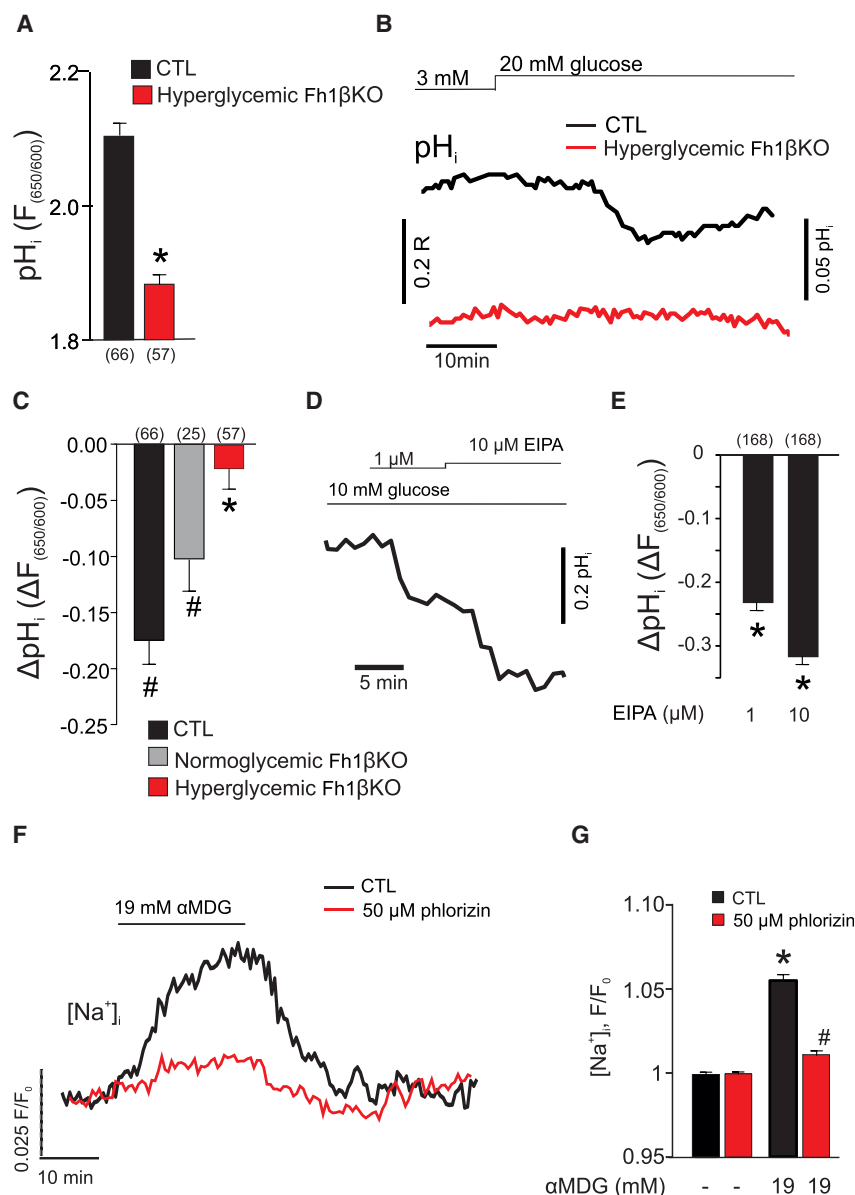 A
CTL
Hyperglycemic Fh1βKO
pHi (F(650/600))
2.2
2.0
1.8
*
(66) (57)
B
3 mM
20 mM glucose
CTL
Hyperglycemic Fh1βKO
pHi
0.2 R
0.05 pHi
10min
C
(66) (25) (57)
ΔpHi (ΔF(650/600))
0.00
-0.05
-0.10
-0.15
-0.20
-0.25
#
#
*
CTL
Normoglycemic Fh1βKO
Hyperglycemic Fh1βKO
D
1 µM
10 µM EIPA
10 mM glucose
0.2 pHi
5 min
E
(168) (168)
ΔpHi (ΔF(650/600))
0
-0.1
-0.2
-0.3
*
*
EIPA (µM) 1 10
F
CTL
50 µM phlorizin
19 mM αMDG
[Na+]i
0.025 F/F0
10 min
G
CTL
50 µM phlorizin
[Na+]i, F/F0
1.10
1.05
1
0.95
*
#
αMDG (mM) - - 19 19